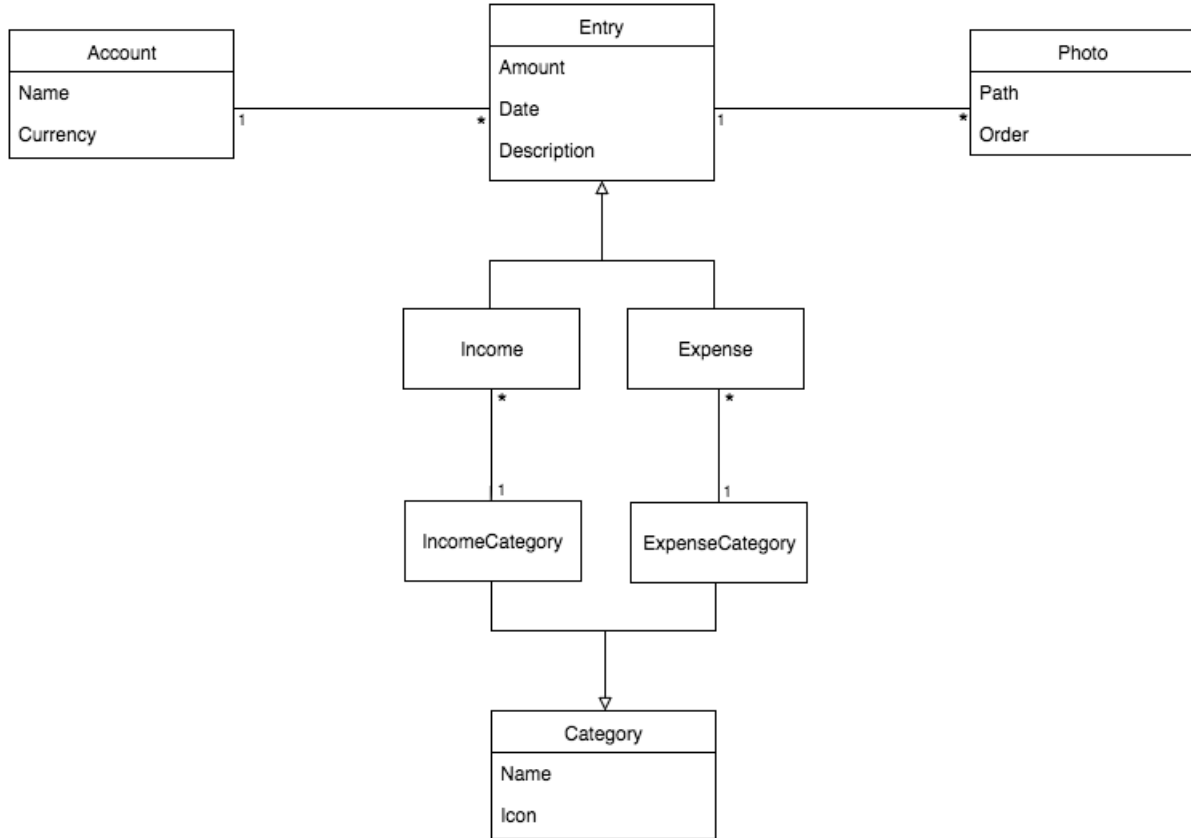 Entry
Account
Photo
Amount
Name
Path
Date
1
*
1
*
Currency
Order
Description
Income
Expense
*
*
1
1
IncomeCategory
ExpenseCategory
Category
Name
Icon